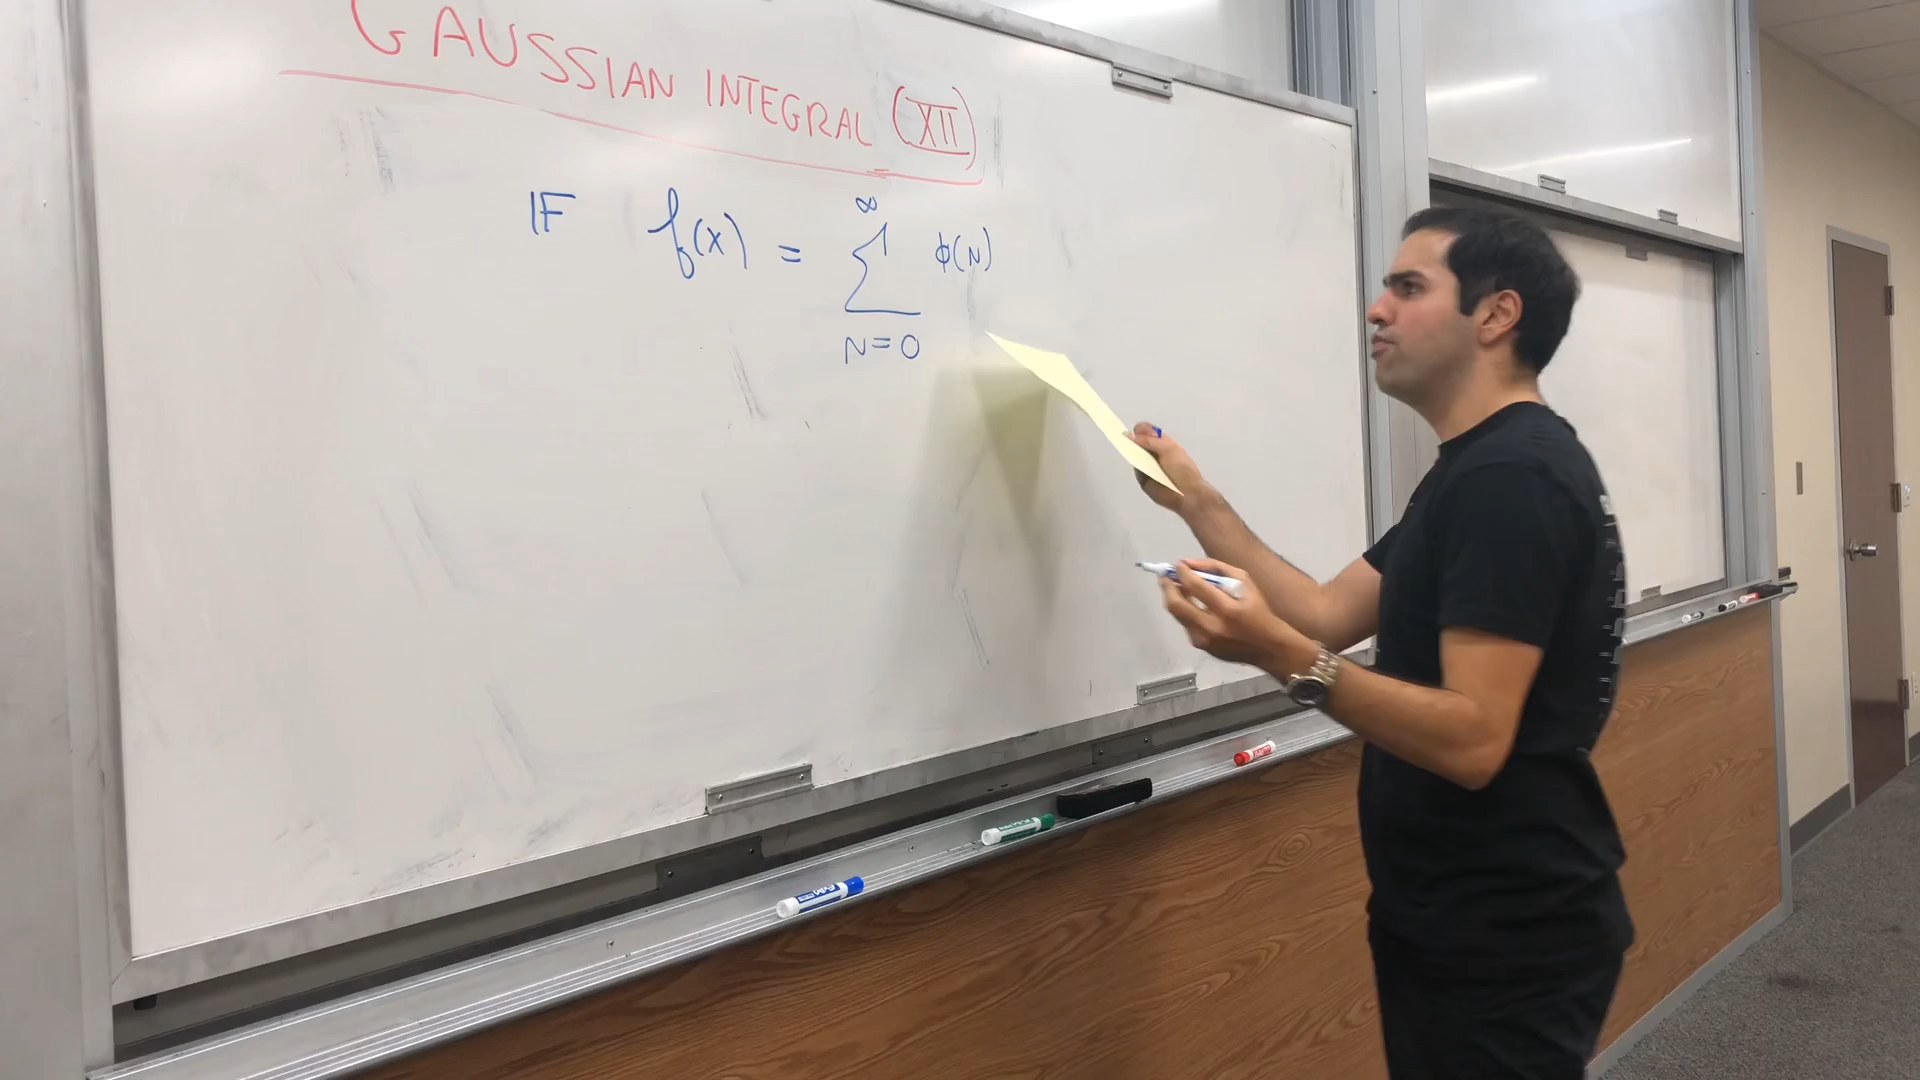 GAUSSIAN INTEGRAL (XII)
IF f(x) = ∞ Σ N=0 φ(N)